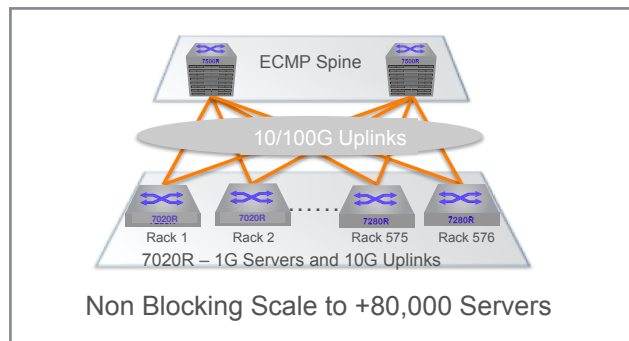 ECMP Spine
7500R
7500R
10/100G Uplinks
7020R
7020R
7280R
7280R
Rack 1
Rack 2
......
Rack 575
Rack 576
7020R – 1G Servers and 10G Uplinks
Non Blocking Scale to +80,000 Servers